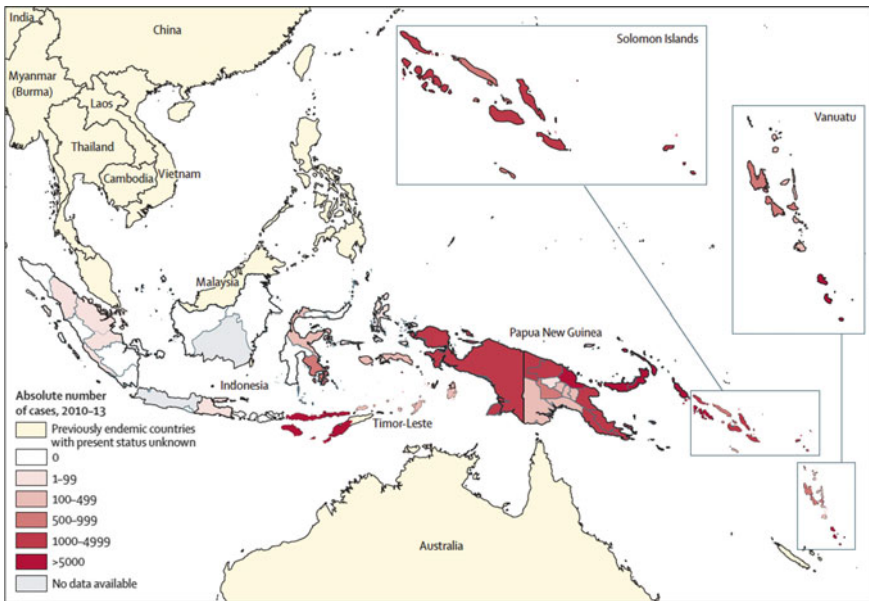 India
China
Myanmar
(Burma)
Laos
Thailand
Cambodia
Vietnam
Malaysia
Indonesia
Timor-Leste
Papua New Guinea
Solomon Islands
Vanuatu
Australia
Absolute number
of cases, 2010–13
Previously endemic countries
with present status unknown
0
1–99
100–499
500–999
1000–4999
>5000
No data available